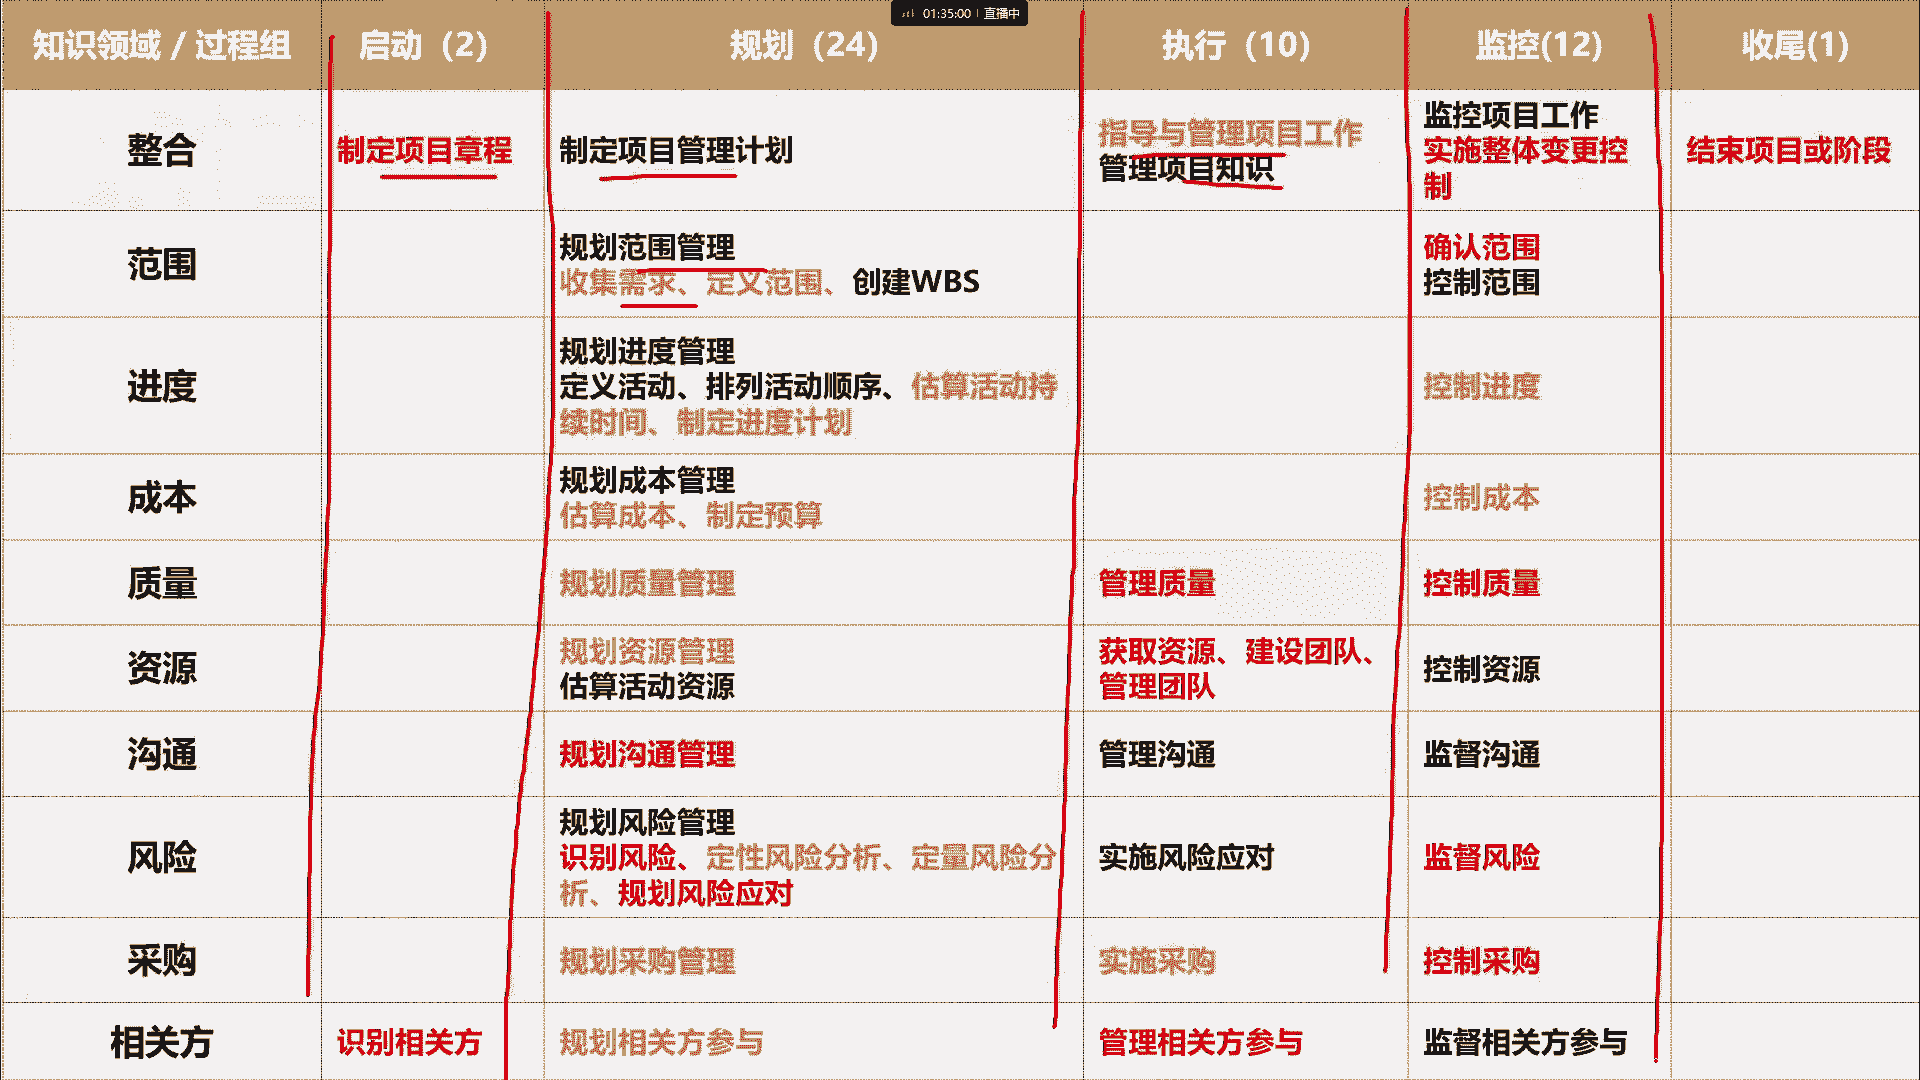 01:35:00 | 直播中
知识领域 / 过程组
启动（2）
规划（24）
执行（10）
监控(12)
收尾(1)
整合
制定项目章程
制定项目管理计划
指导与管理项目工作
管理项目知识
监控项目工作
实施整体变更控
制
结束项目或阶段
范围
规划范围管理
收集需求、定义范围、创建WBS
确认范围
控制范围
进度
规划进度管理
定义活动、排列活动顺序、估算活动持
续时间、制定进度计划
控制进度
成本
规划成本管理
估算成本、制定预算
控制成本
质量
规划质量管理
管理质量
控制质量
资源
规划资源管理
估算活动资源
获取资源、建设团队、
管理团队
控制资源
沟通
规划沟通管理
管理沟通
监督沟通
风险
规划风险管理
识别风险、定性风险分析、定量风险分
析、规划风险应对
实施风险应对
监督风险
采购
规划采购管理
实施采购
控制采购
相关方
识别相关方
规划相关方参与
管理相关方参与
监督相关方参与